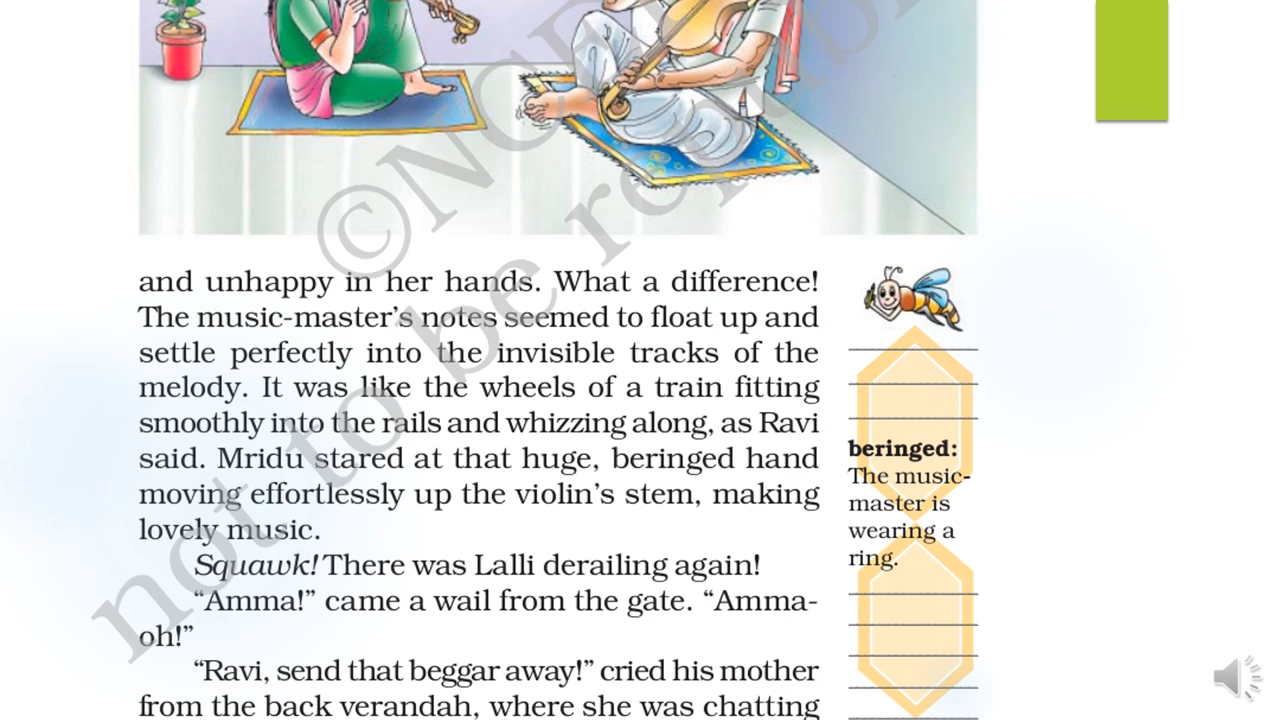 and unhappy in her hands. What a difference!
The music-master's notes seemed to float up and
settle perfectly into the invisible tracks of the
melody. It was like the wheels of a train fitting
smoothly into the rails and whizzing along, as Ravi
said. Mridu stared at that huge, beringed hand
moving effortlessly up the violin's stem, making
lovely music.
Squawk! There was Lalli derailing again!
“Amma!” came a wail from the gate. “Amma-
oh!”
“Ravi, send that beggar away!” cried his mother
from the back verandah, where she was chatting
beringed:
The music-
master is
wearing a
ring.
©NCE
not to be re